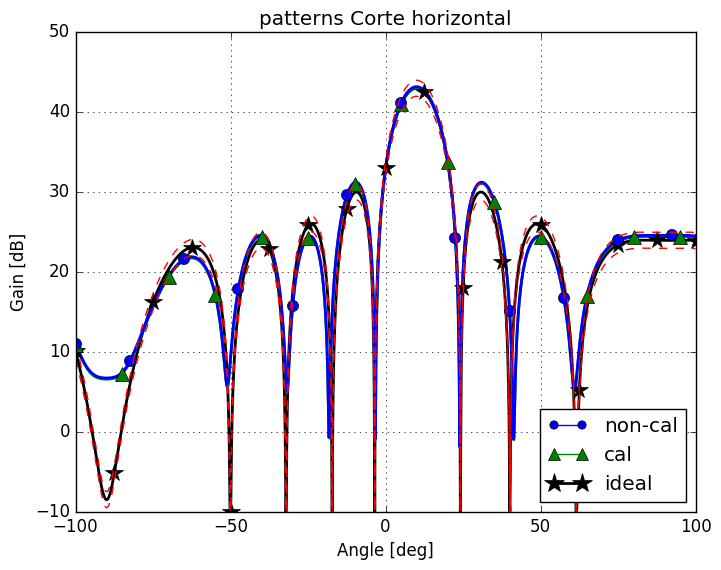 patterns Corte horizontal
50
40
30
20
10
0
−10
Gain [dB]
−100
−50
0
50
100
Angle [deg]
non-cal
cal
ideal